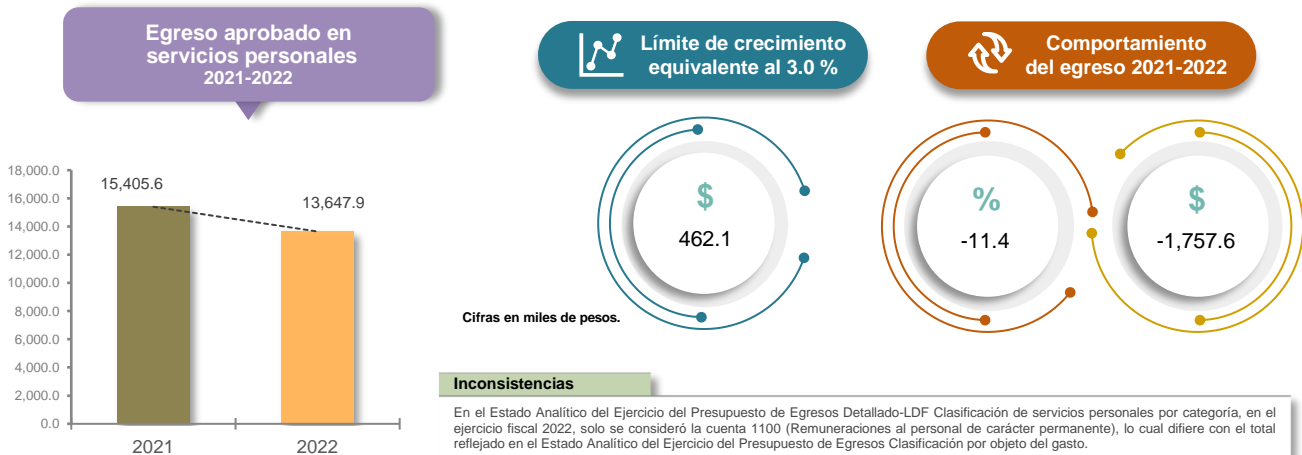 Egreso aprobado en
servicios personales
2021-2022
Límite de crecimiento
equivalente al 3.0 %
Comportamiento
del egreso 2021-2022
18,000.0
16,000.0
14,000.0
12,000.0
10,000.0
8,000.0
6,000.0
4,000.0
2,000.0
0.0
15,405.6
13,647.9
2021
2022
$
462.1
%
-11.4
$
-1,757.6
Cifras en miles de pesos.
Inconsistencias
En el Estado Analítico del Ejercicio del Presupuesto de Egresos Detallado-LDF Clasificación de servicios personales por categoría, en el
ejercicio fiscal 2022, solo se consideró la cuenta 1100 (Remuneraciones al personal de carácter permanente), lo cual difiere con el total
reflejado en el Estado Analítico del Ejercicio del Presupuesto de Egresos Clasificación por objeto del gasto.